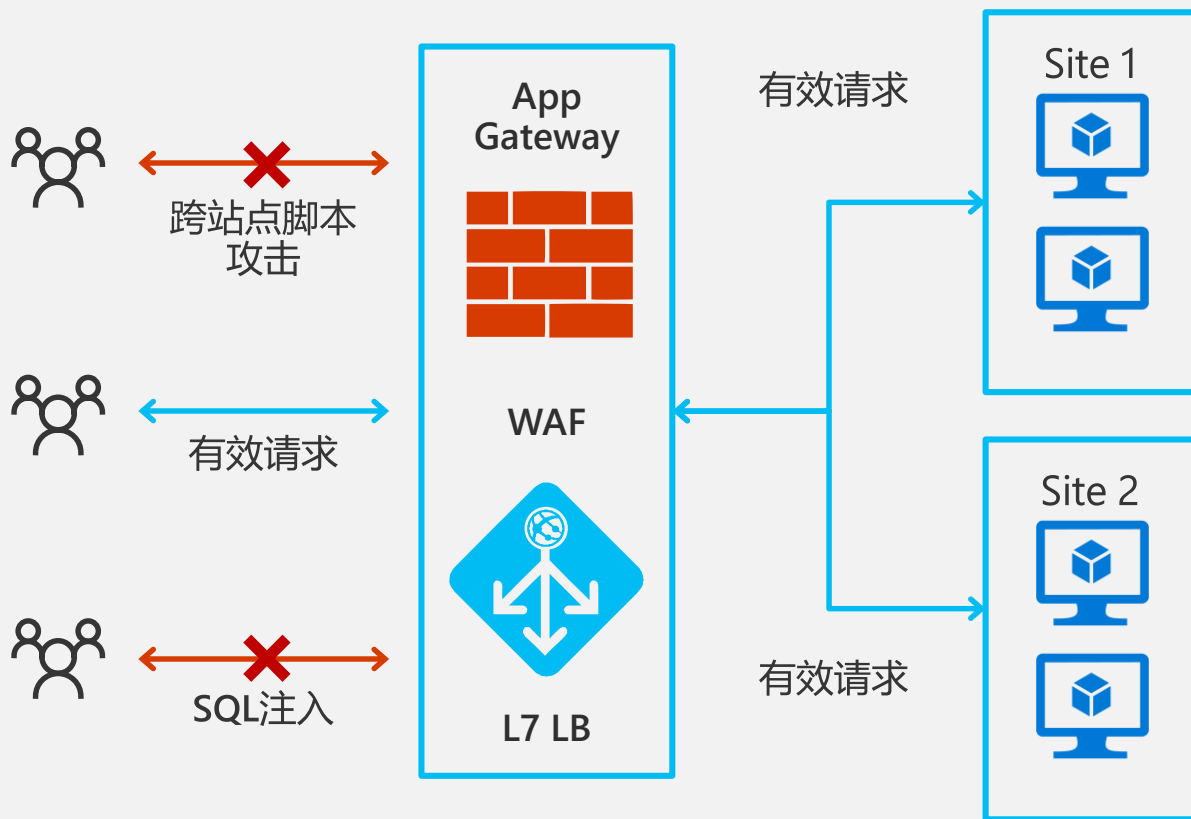 跨站点脚本
攻击
有效请求
SQL注入
App
Gateway
WAF
L7 LB
有效请求
有效请求
Site 1
Site 2